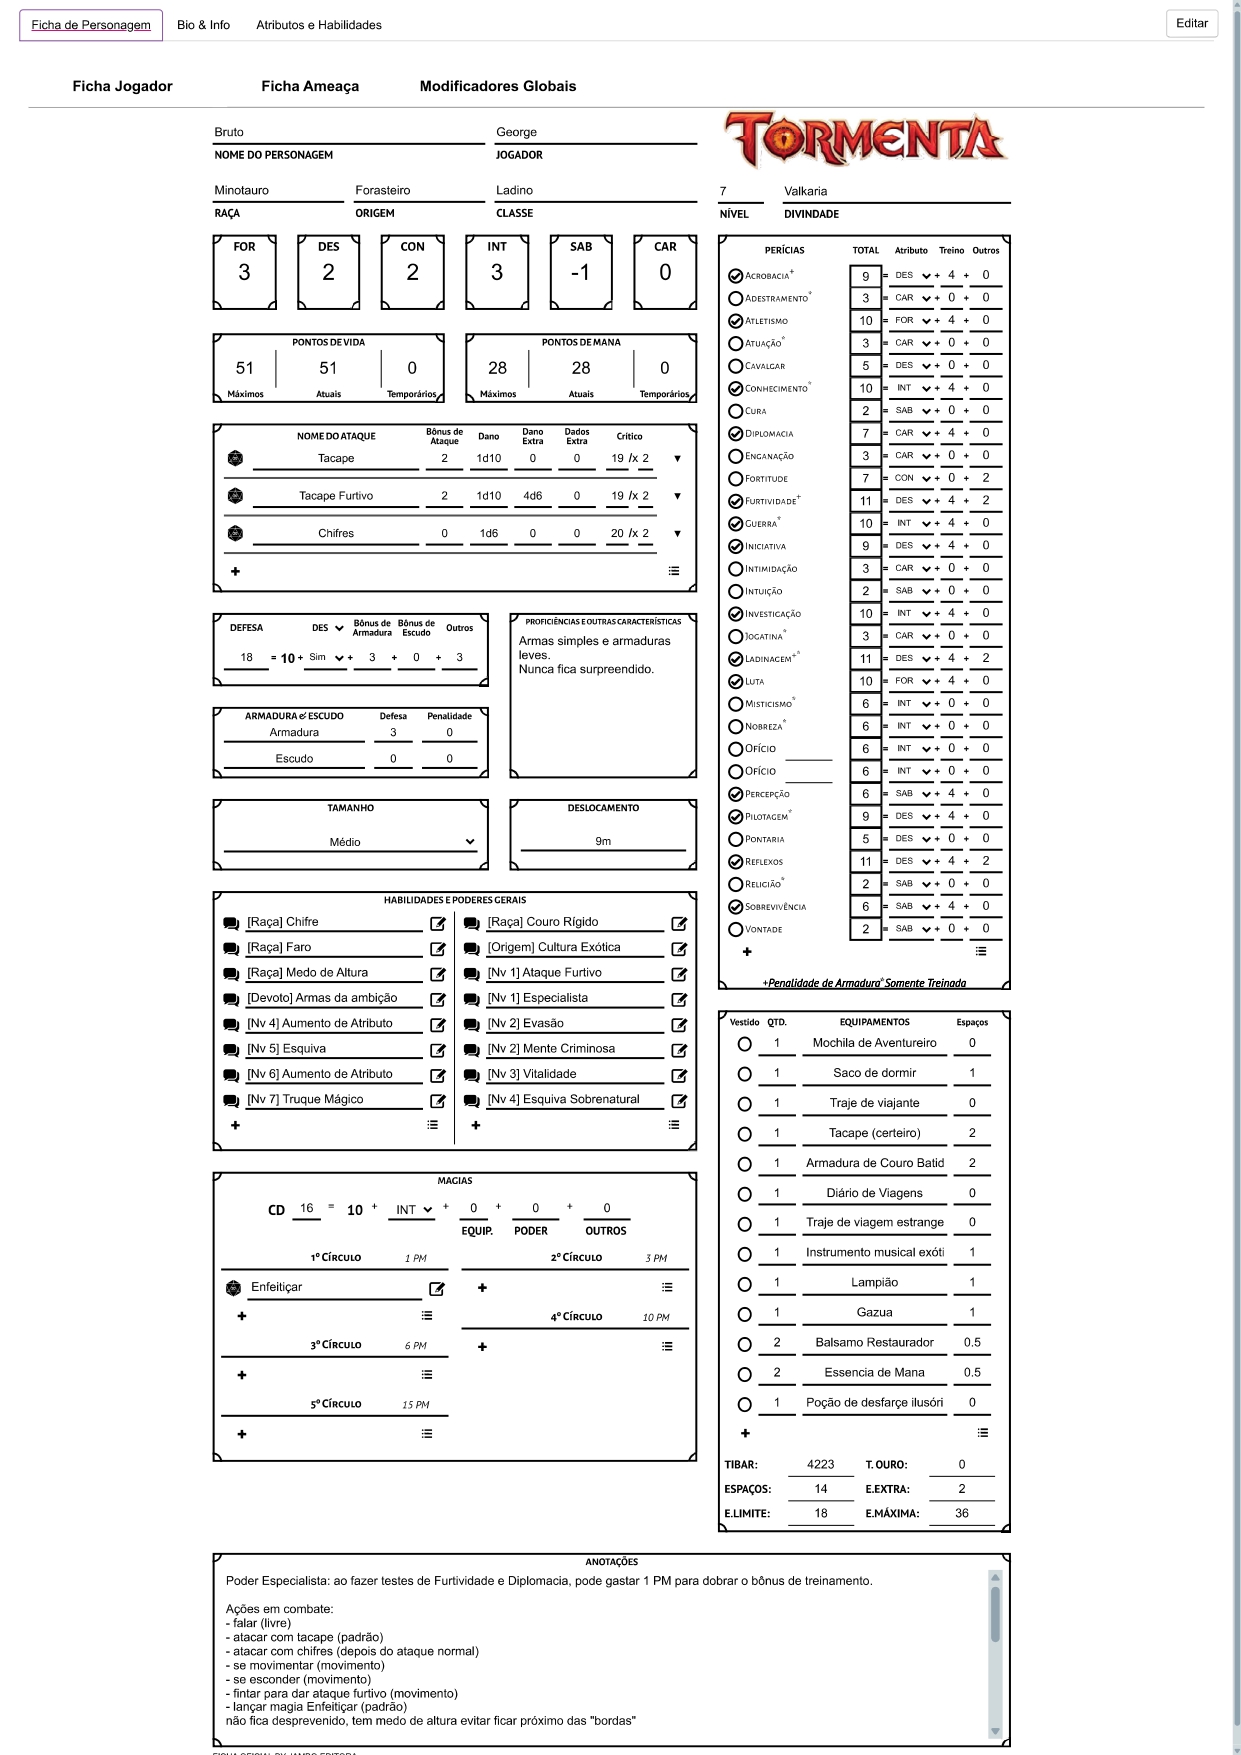 Ficha de Personagem Bio & Info Atributos e Habilidades Editar
Ficha Jogador Ficha Ameaça Modificadores Globais
Bruto George TORMENTA
NOME DO PERSONAGEM JOGADOR
Minotauro Forasteiro Ladino 7 Valkaria
RAÇA ORIGEM CLASSE NÍVEL DIVINDADE
FOR DES CON INT SAB CAR
3 2 2 3 -1 0
PONTOS DE VIDA
51 51 0
Máximos Atuais Temporários
PONTOS DE MANA
28 28 0
Máximos Atuais Temporários
NOME DO ATAQUE Bônus de Ataque Dano Dano Extra Dados Extra Crítico
Tacape 2 1d10 0 0 19 /x 2 ▼
Tacape Furtivo 2 1d10 4d6 0 19 /x 2 ▼
Chifres 0 1d6 0 0 20 /x 2 ▼
+
DEFESA DES Bônus de Armadura Bônus de Escudo Outros
18 = 10 + Sim + 3 + 0 + 3
PROFICIÊNCIAS E OUTRAS CARACTERÍSTICAS
Armas simples e armaduras
leves.
Nunca fica surpreendido.
ARMADURA & ESCUDO Defesa Penalidade
Armadura 3 0
Escudo 0 0
TAMANHO
Médio
DESLOCAMENTO
9m
HABILIDADES E PODERES GERAIS
[Raça] Chifre [Raça] Couro Rígido
[Raça] Faro [Origem] Cultura Exótica
[Raça] Medo de Altura [Nv 1] Ataque Furtivo
[Devoto] Armas da ambição [Nv 1] Especialista
[Nv 4] Aumento de Atributo [Nv 2] Evasão
[Nv 5] Esquiva [Nv 2] Mente Criminosa
[Nv 6] Aumento de Atributo [Nv 3] Vitalidade
[Nv 7] Truque Mágico [Nv 4] Esquiva Sobrenatural
+ +
MAGIAS
CD 16 = 10 + INT + 0 + 0 + 0
EQUIP. PODER OUTROS
1º CÍRCULO 1 PM 2º CÍRCULO 3 PM
Enfeitiçar +
+ 4º CÍRCULO 10 PM
3º CÍRCULO 6 PM +
+
5º CÍRCULO 15 PM
+
PERÍCIAS TOTAL Atributo Treino Outros
ACROBACIA+ 9 = DES + 4 + 0
ADESTRAMENTO* 3 = CAR + 0 + 0
ATLETISMO 10 = FOR + 4 + 0
ATUAÇÃO* 3 = CAR + 0 + 0
CAVALGAR 5 = DES + 0 + 0
CONHECIMENTO* 10 = INT + 4 + 0
CURA 2 = SAB + 0 + 0
DIPLOMACIA 7 = CAR + 4 + 0
ENGANAÇÃO 3 = CAR + 0 + 0
FORTITUDE 7 = CON + 0 + 2
FURTIVIDADE+ 11 = DES + 4 + 2
GUERRA* 10 = INT + 4 + 0
INICIATIVA 9 = DES + 4 + 0
INTIMIDAÇÃO 3 = CAR + 0 + 0
INTUIÇÃO 2 = SAB + 0 + 0
INVESTIGAÇÃO 10 = INT + 4 + 0
JOGATINA* 3 = CAR + 0 + 0
LADINAGEM+* 11 = DES + 4 + 2
LUTA 10 = FOR + 4 + 0
MISTICISMO* 6 = INT + 0 + 0
NOBREZA* 6 = INT + 0 + 0
OFÍCIO 6 = INT + 0 + 0
OFÍCIO 6 = INT + 0 + 0
PERCEPÇÃO 6 = SAB + 4 + 0
PILOTAGEM* 9 = DES + 4 + 0
PONTARIA 5 = DES + 0 + 0
REFLEXOS 11 = DES + 4 + 2
RELIGIÃO* 2 = SAB + 0 + 0
SOBREVIVÊNCIA 6 = SAB + 4 + 0
VONTADE 2 = SAB + 0 + 0
+
+Penalidade de Armadura*Somente Treinada
Vestido QTD. EQUIPAMENTOS Espaços
1 Mochila de Aventureiro 0
1 Saco de dormir 1
1 Traje de viajante 0
1 Tacape (certeiro) 2
1 Armadura de Couro Batid 2
1 Diário de Viagens 0
1 Traje de viagem estrange 0
1 Instrumento musical exóti 1
1 Lampião 1
1 Gazua 1
2 Balsamo Restaurador 0.5
2 Essencia de Mana 0.5
1 Poção de desfarçe ilusóri 0
+
TIBAR: 4223 T. OURO: 0
ESPAÇOS: 14 E.EXTRA: 2
E.LIMITE: 18 E.MÁXIMA: 36
ANOTAÇÕES
Poder Especialista: ao fazer testes de Furtividade e Diplomacia, pode gastar 1 PM para dobrar o bônus de treinamento.
Ações em combate:
- falar (livre)
- atacar com tacape (padrão)
- atacar com chifres (depois do ataque normal)
- se movimentar (movimento)
- se esconder (movimento)
- fintar para dar ataque furtivo (movimento)
- lançar magia Enfeitiçar (padrão)
não fica desprevenido, tem medo de altura evitar ficar próximo das "bordas"
FICHA OFICIAL BY JAMBO EDITORA